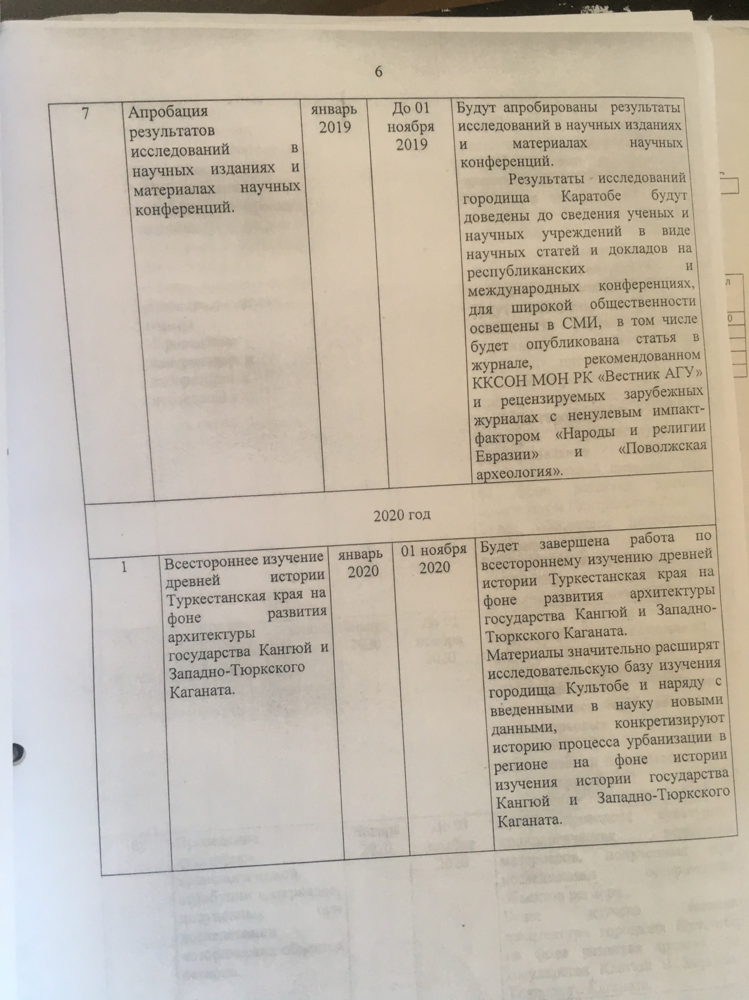 6
7
Апробация
результатов
исследований в
научных изданиях и
материалах научных
конференций.
январь
2019
До 01
ноября
2019
Будут апробированы результаты
исследований в научных изданиях
и материалах научных
конференций.
Результаты исследований
городища Каратобе будут
доведены до сведения ученых и
научных учреждений в виде
научных статей и докладов на
республиканских и
международных конференциях,
для широкой общественности
освещены в СМИ, в том числе
будет опубликована статья в
журнале, рекомендованном
ККСОН МОН РК «Вестник АГУ»
и рецензируемых зарубежных
журналах с ненулевым импакт-
фактором «Народы и религии
Евразии» и «Поволжская
археология».
2020 год
1
Всестороннее изучение
древней истории
Туркестанская края на
фоне развития
архитектуры
государства Кангюй и
Западно-Тюркского
Каганата.
январь
2020
01 ноября
2020
Будет завершена работа по
всестороннему изучению древней
истории Туркестанская края на
фоне развития архитектуры
государства Кангюй и Западно-
Тюркского Каганата.
Материалы значительно расширят
исследовательскую базу изучения
городища Культобе и наряду с
введенными в науку новыми
данными, конкретизируют
историю процесса урбанизации в
регионе на фоне истории
изучения истории государства
Кангюй и Западно-Тюркского
Каганата.